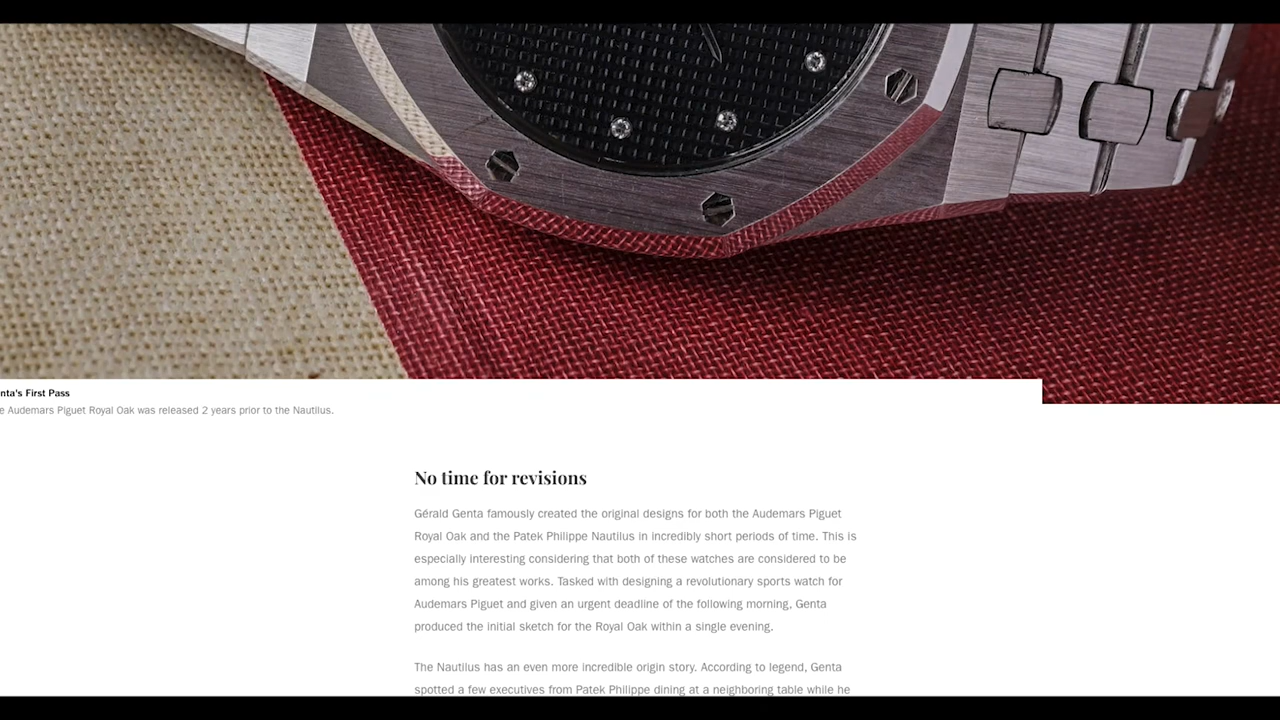 nta's First Pass
e Audemars Piguet Royal Oak was released 2 years prior to the Nautilus.
No time for revisions
Gérald Genta famously created the original designs for both the Audemars Piguet
Royal Oak and the Patek Philippe Nautilus in incredibly short periods of time. This is
especially interesting considering that both of these watches are considered to be
among his greatest works. Tasked with designing a revolutionary sports watch for
Audemars Piguet and given an urgent deadline of the following morning, Genta
produced the initial sketch for the Royal Oak within a single evening.
The Nautilus has an even more incredible origin story. According to legend, Genta
spotted a few executives from Patek Philippe dining at a neighboring table while he